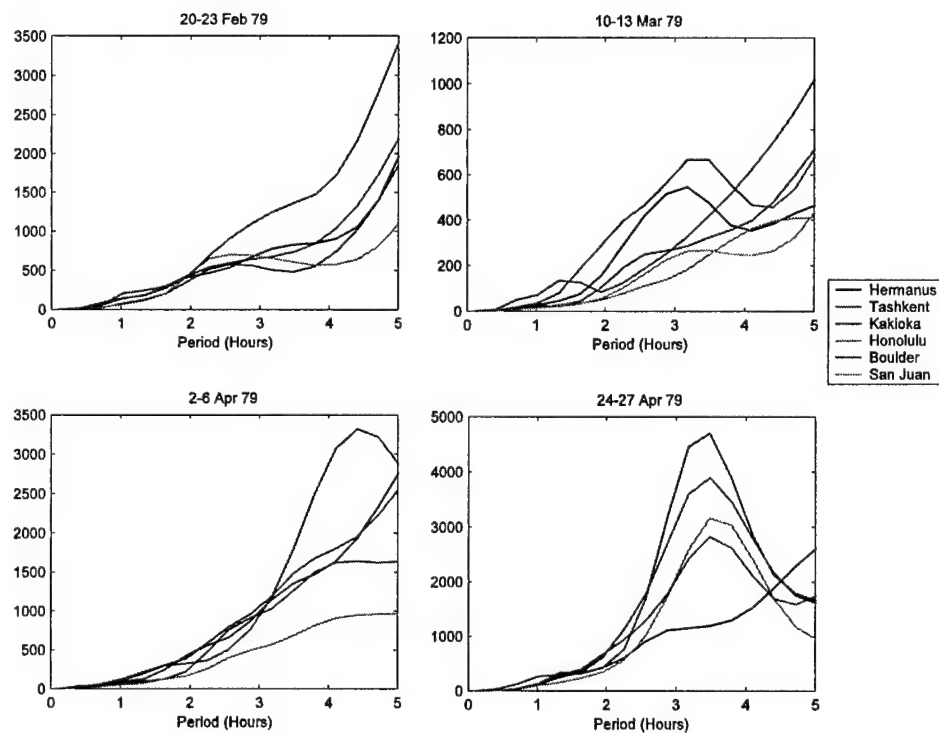 20-23 Feb 79
3500
3000
2500
2000
1500
1000
500
0
0 1 2 3 4 5
Period (Hours)
10-13 Mar 79
1200
1000
800
600
400
200
0
0 1 2 3 4 5
Period (Hours)
Hermanus
Tashkent
Kakioka
Honolulu
Boulder
San Juan
2-6 Apr 79
3500
3000
2500
2000
1500
1000
500
0
0 1 2 3 4 5
Period (Hours)
24-27 Apr 79
5000
4000
3000
2000
1000
0
0 1 2 3 4 5
Period (Hours)